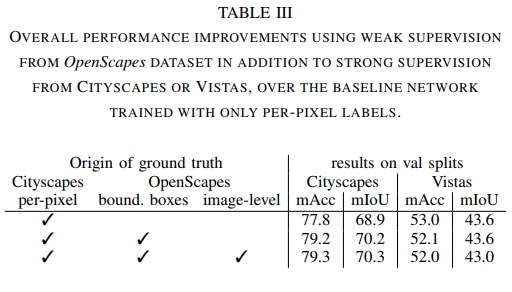 TABLE III
OVERALL PERFORMANCE IMPROVEMENTS USING WEAK SUPERVISION
FROM OpenScapes DATASET IN ADDITION TO STRONG SUPERVISION
FROM CITYSCAPES OR VISTAS, OVER THE BASELINE NETWORK
TRAINED WITH ONLY PER-PIXEL LABELS.
Origin of ground truth results on val splits
Cityscapes OpenScapes Cityscapes Vistas
per-pixel bound. boxes image-level mAcc mIoU mAcc mIoU
✓ 77.8 68.9 53.0 43.6
✓ ✓ 79.2 70.2 52.1 43.6
✓ ✓ ✓ 79.3 70.3 52.0 43.0